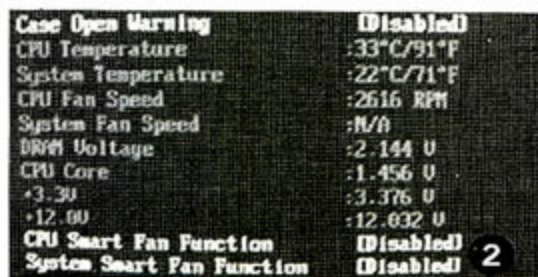 Case Open Warning [Disabled]
CPU Temperature :33°C/91°F
System Temperature :22°C/71°F
CPU Fan Speed :2616 RPM
System Fan Speed :N/A
DRAM Voltage :2.144 V
CPU Core :1.456 V
+3.3V :3.376 V
+12.0V :12.032 V
CPU Smart Fan Function [Disabled]
System Smart Fan Function [Disabled]
2